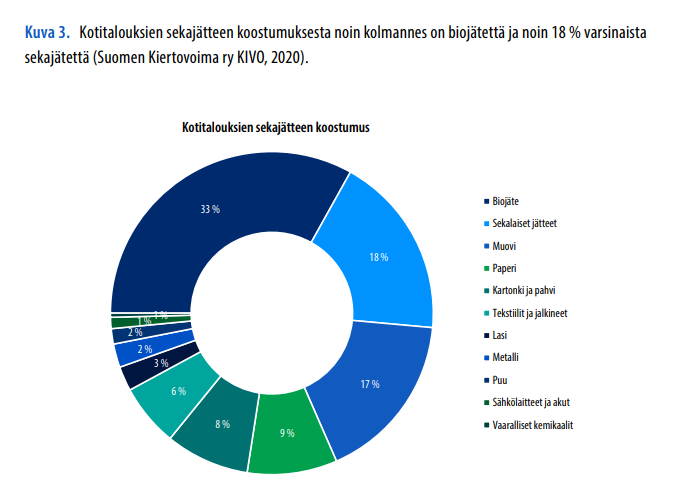 Kuva 3. Kotitalouksien sekajätteen koostumuksesta noin kolmannes on biojätettä ja noin 18 % varsinaista
sekajätettä (Suomen Kiertovoima ry KIVO, 2020).
Kotitalouksien sekajätteen koostumus
33 %
18 %
17 %
9 %
8 %
6 %
3 %
2 %
2 %
1 %
1 %
Biojäte
Sekalaiset jätteet
Muovi
Paperi
Kartonki ja pahvi
Tekstiilit ja jalkineet
Lasi
Metalli
Puu
Sähkölaitteet ja akut
Vaaralliset kemikaalit